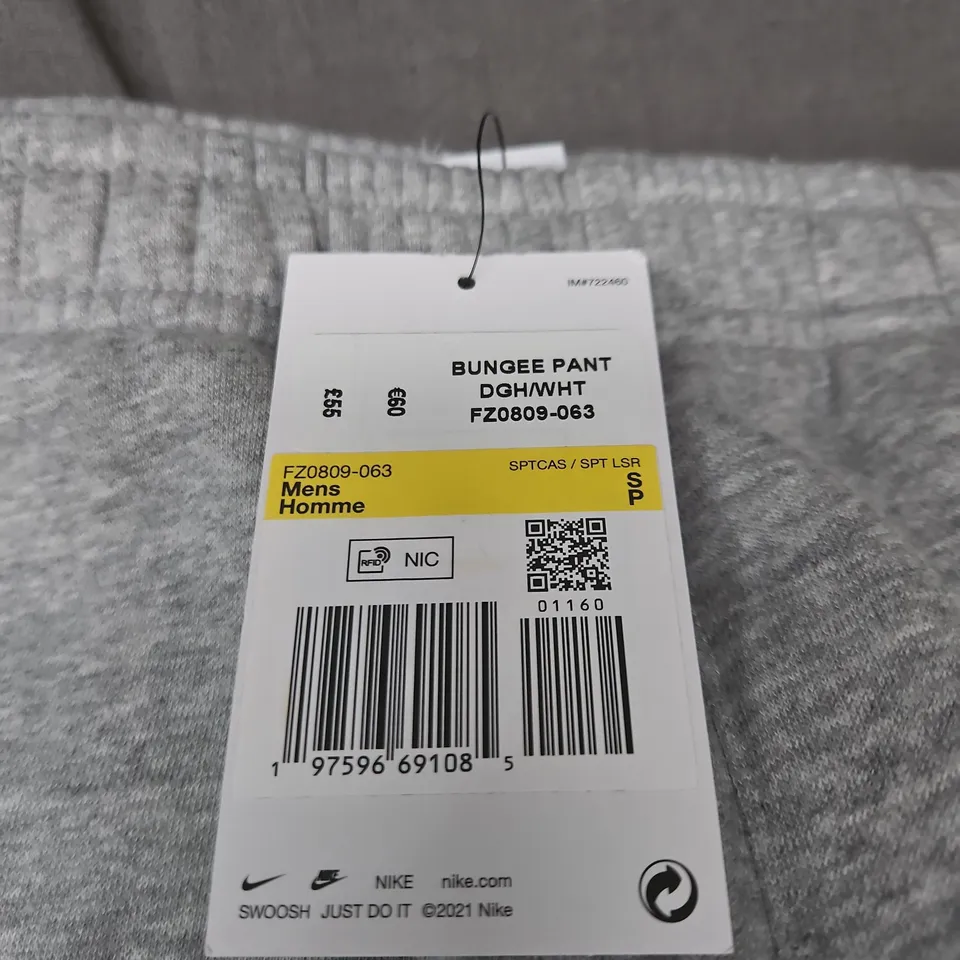 IM#722460
BUNGEE PANT
DGH/WHT
FZ0809-063
£55
€60
FZ0809-063
SPTCAS / SPT LSR
Mens
Homme
S
P
RFID
NIC
01160
1 97596 69108 5
NIKE nike.com
SWOOSH JUST DO IT ©2021 Nike